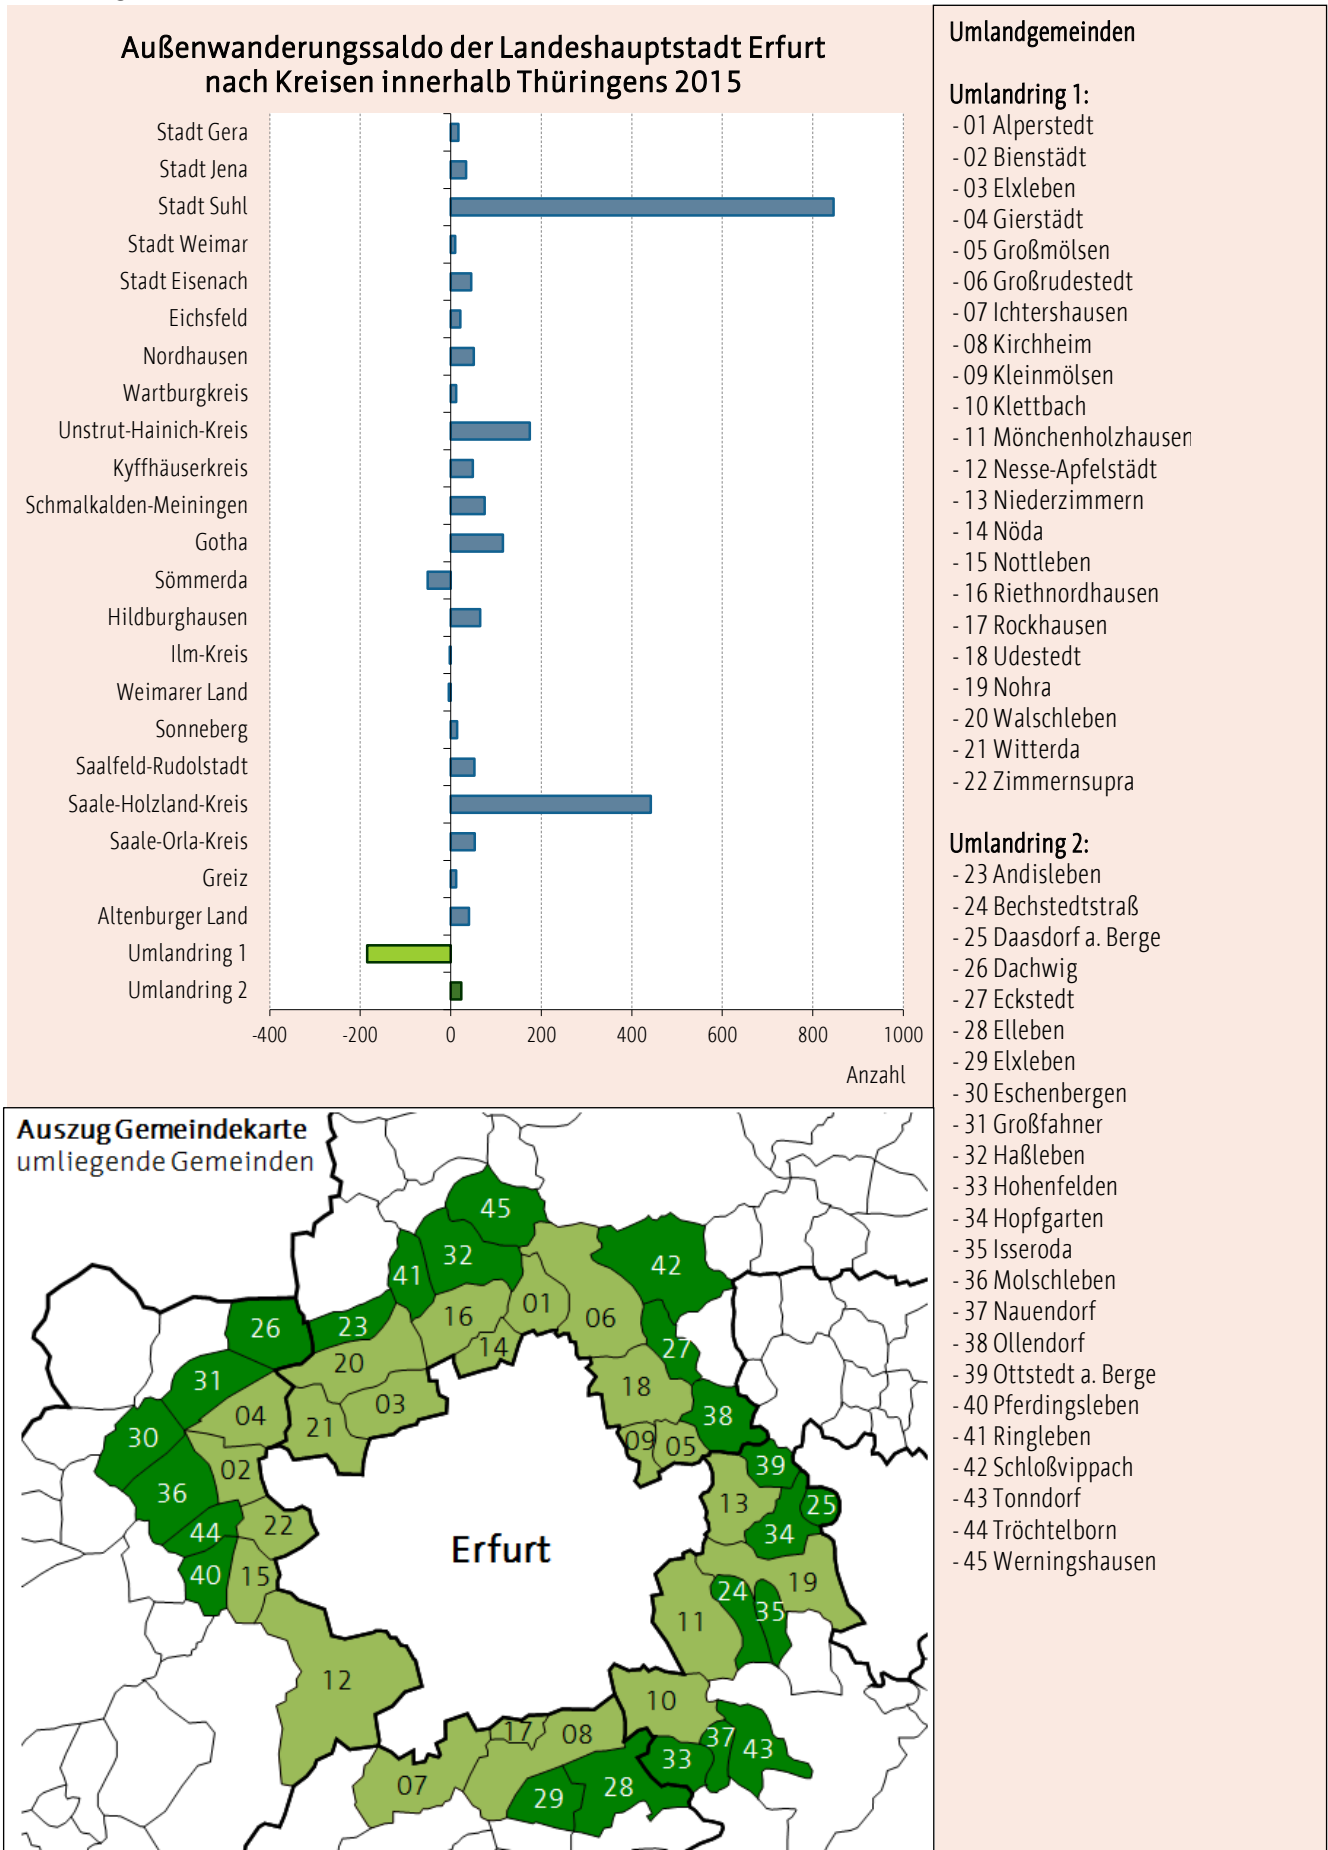 Außenwanderungssaldo der Landeshauptstadt Erfurt
nach Kreisen innerhalb Thüringens 2015
Stadt Gera
Stadt Jena
Stadt Suhl
Stadt Weimar
Stadt Eisenach
Eichsfeld
Nordhausen
Wartburgkreis
Unstrut-Hainich-Kreis
Kyffhäuserkreis
Schmalkalden-Meiningen
Gotha
Sömmerda
Hildburghausen
Ilm-Kreis
Weimarer Land
Sonneberg
Saalfeld-Rudolstadt
Saale-Holzland-Kreis
Saale-Orla-Kreis
Greiz
Altenburger Land
Umlandring 1
Umlandring 2
-400 -200 0 200 400 600 800 1000
Anzahl
Umlandgemeinden
Umlandring 1:
- 01 Alperstedt
- 02 Bienstädt
- 03 Elxleben
- 04 Gierstädt
- 05 Großmölsen
- 06 Großrudestedt
- 07 Ichtershausen
- 08 Kirchheim
- 09 Kleinmölsen
- 10 Klettbach
- 11 Mönchenholzhausen
- 12 Nesse-Apfelstädt
- 13 Niederzimmern
- 14 Nöda
- 15 Nottleben
- 16 Riethnordhausen
- 17 Rockhausen
- 18 Udestedt
- 19 Nohra
- 20 Walschleben
- 21 Witterda
- 22 Zimmernsupra
Umlandring 2:
- 23 Andisleben
- 24 Bechstedtstraß
- 25 Daasdorf a. Berge
- 26 Dachwig
- 27 Eckstedt
- 28 Elleben
- 29 Elxleben
- 30 Eschenbergen
- 31 Großfahner
- 32 Haßleben
- 33 Hohenfelden
- 34 Hopfgarten
- 35 Isseroda
- 36 Molschleben
- 37 Nauendorf
- 38 Ollendorf
- 39 Ottstedt a. Berge
- 40 Pferdingsleben
- 41 Ringleben
- 42 Schloßvippach
- 43 Tonndorf
- 44 Tröchtelborn
- 45 Werningshausen
Auszug Gemeindekarte
umliegende Gemeinden
45
32
42
41
01
16
06
26
23
14
27
20
31
18
03
04
38
21
30
09
05
02
39
36
13
25
22
44
34
Erfurt
40
15
19
24
35
11
12
10
17
08
37
43
33
07
28
29